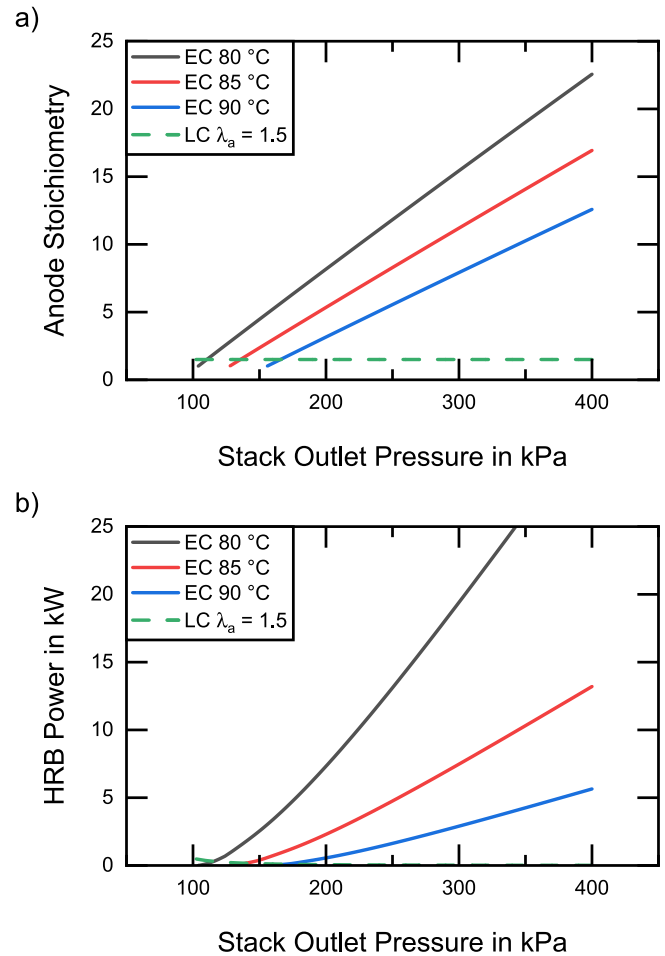 a)
25
20
15
10
5
0
Anode Stoichiometry
EC 80 °C
EC 85 °C
EC 90 °C
LC λa = 1.5
100
200
300
400
Stack Outlet Pressure in kPa
b)
25
20
15
10
5
0
HRB Power in kW
EC 80 °C
EC 85 °C
EC 90 °C
LC λa = 1.5
100
200
300
400
Stack Outlet Pressure in kPa